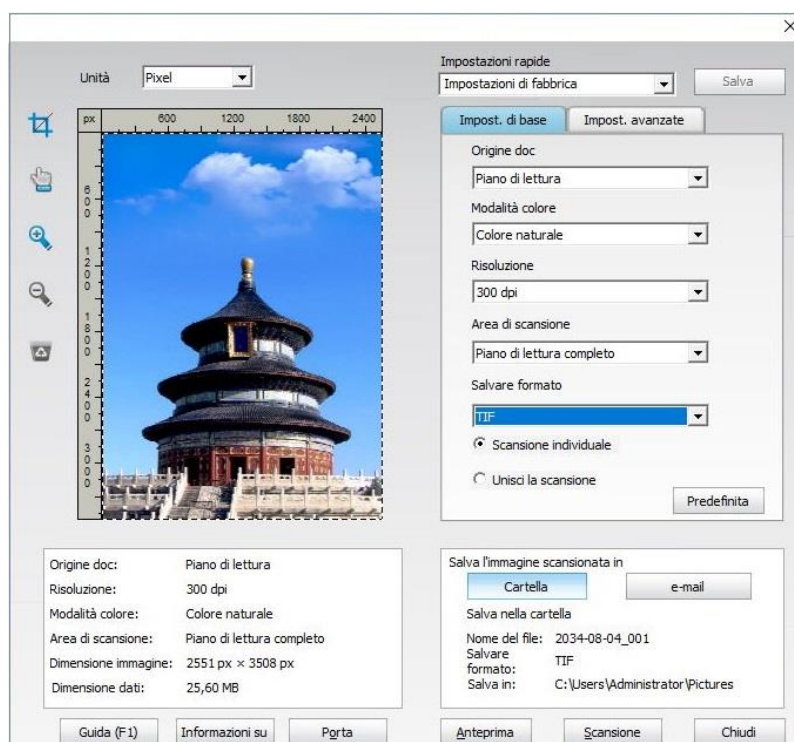 Unità
Pixel
Impostazioni rapide
Impostazioni di fabbrica
Salva
px 600 1200 1800 2400
600
1200
1800
2400
3000
Impost. di base Impost. avanzate
Origine doc
Piano di lettura
Modalità colore
Colore naturale
Risoluzione
300 dpi
Area di scansione
Piano di lettura completo
Salvare formato
TIF
Scansione individuale
Unisci la scansione
Predefinita
Origine doc: Piano di lettura
Risoluzione: 300 dpi
Modalità colore: Colore naturale
Area di scansione: Piano di lettura completo
Dimensione immagine: 2551 px × 3508 px
Dimensione dati: 25,60 MB
Salva l'immagine scansionata in
Cartella e-mail
Salva nella cartella
Nome del file: 2034-08-04_001
Salvare
formato: TIF
Salva in: C:\Users\Administrator\Pictures
Guida (F1) Informazioni su Porta
Anteprima Scansione Chiudi